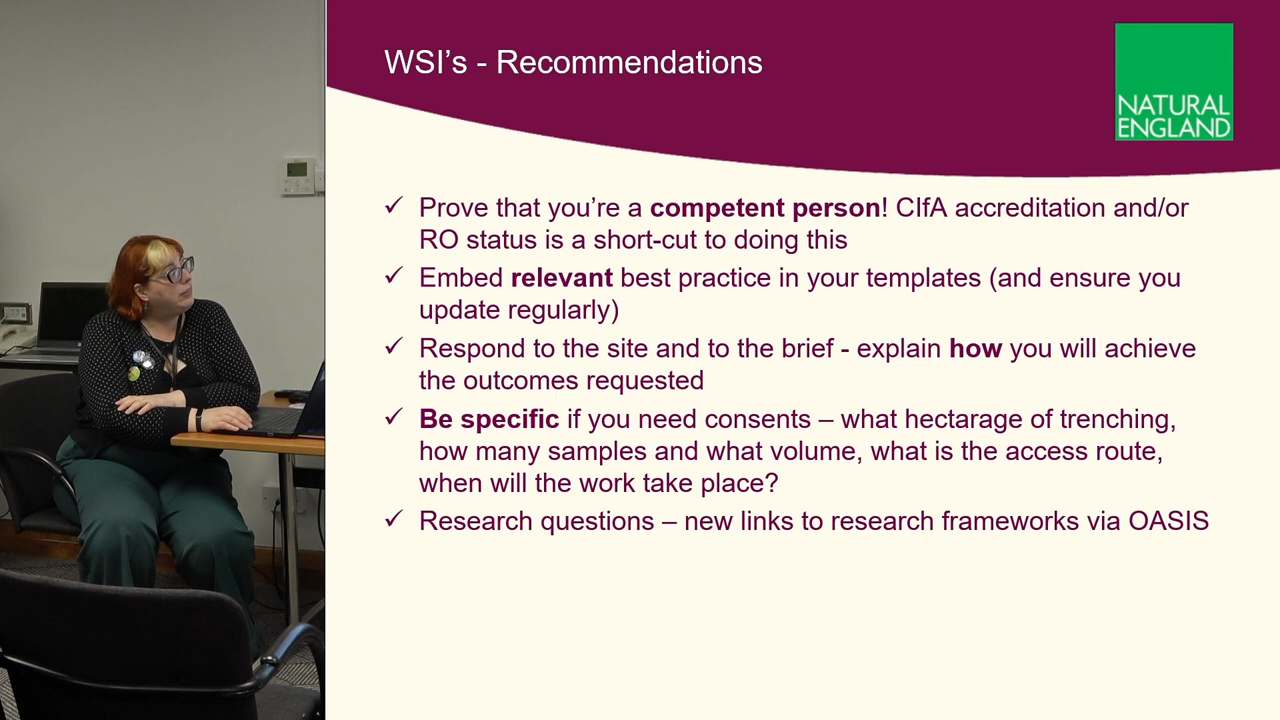 WSI’s - Recommendations
NATURAL
ENGLAND
✓ Prove that you’re a competent person! CIfA accreditation and/or
RO status is a short-cut to doing this
✓ Embed relevant best practice in your templates (and ensure you
update regularly)
✓ Respond to the site and to the brief - explain how you will achieve
the outcomes requested
✓ Be specific if you need consents – what hectarage of trenching,
how many samples and what volume, what is the access route,
when will the work take place?
✓ Research questions – new links to research frameworks via OASIS